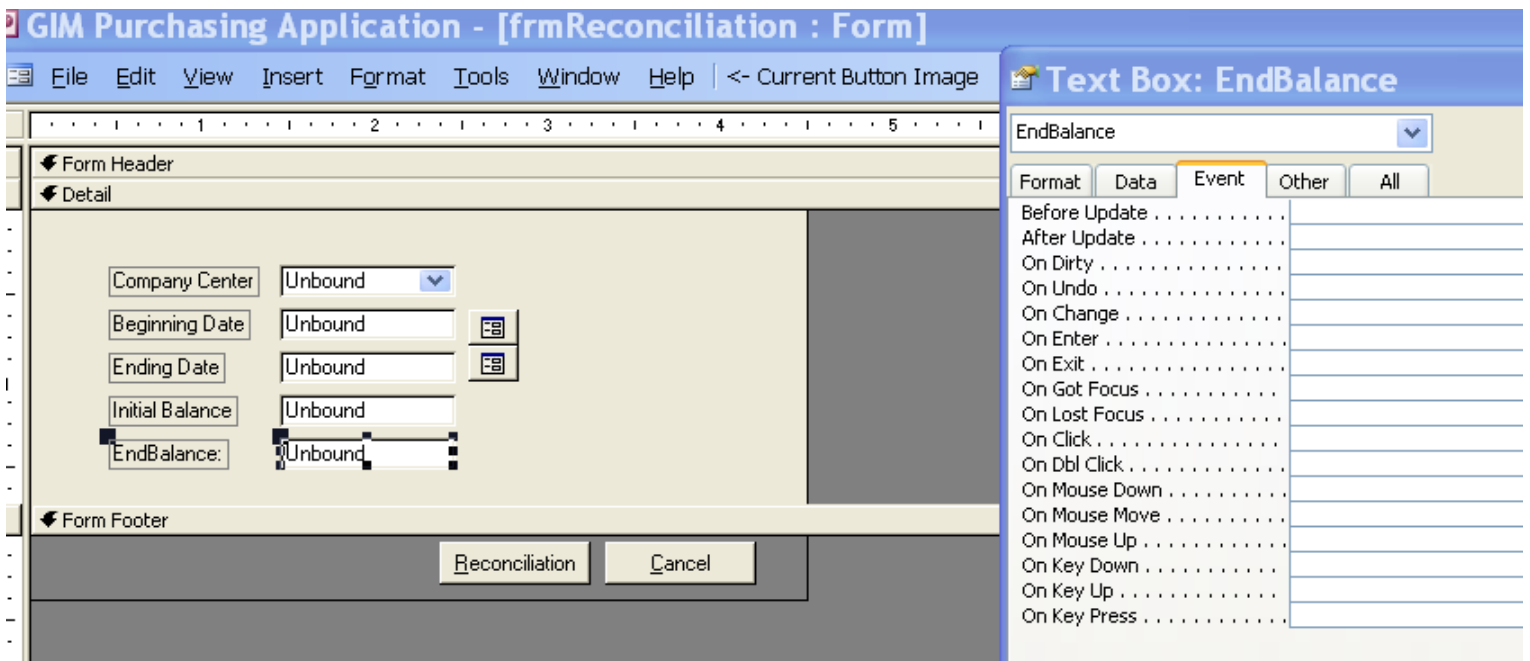 GIM Purchasing Application - [frmReconciliation : Form]
File Edit View Insert Format Tools Window Help <- Current Button Image
1 2 3 4 5
Form Header
Detail
Company Center Unbound
Beginning Date Unbound
Ending Date Unbound
Initial Balance Unbound
EndBalance: Unbound
Form Footer
Reconciliation Cancel
Text Box: EndBalance
EndBalance
Format Data Event Other All
Before Update . . . . . . . . . . .
After Update . . . . . . . . . . . .
On Dirty . . . . . . . . . . . . . . .
On Undo . . . . . . . . . . . . . . .
On Change . . . . . . . . . . . . .
On Enter . . . . . . . . . . . . . . .
On Exit . . . . . . . . . . . . . . . .
On Got Focus . . . . . . . . . . .
On Lost Focus . . . . . . . . . . .
On Click . . . . . . . . . . . . . . .
On Dbl Click . . . . . . . . . . . . .
On Mouse Down . . . . . . . . . .
On Mouse Move . . . . . . . . . .
On Mouse Up . . . . . . . . . . . .
On Key Down . . . . . . . . . . .
On Key Up . . . . . . . . . . . . .
On Key Press . . . . . . . . . . . .